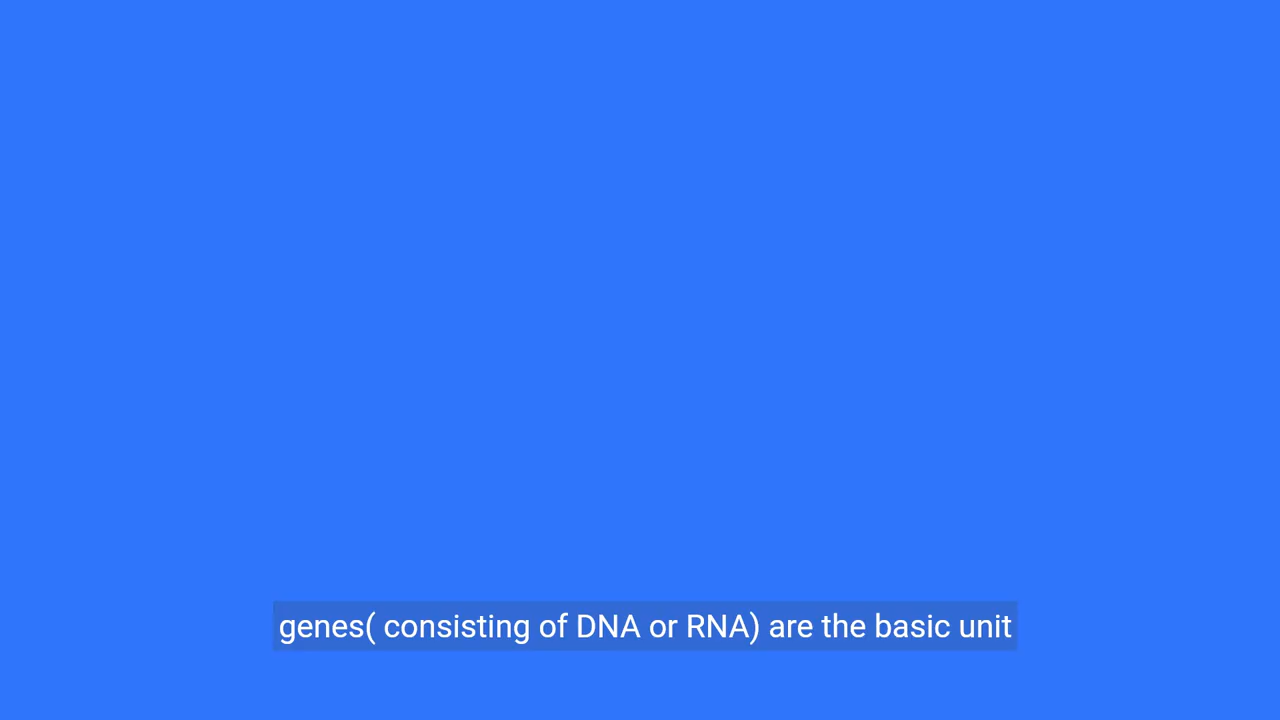 genes( consisting of DNA or RNA) are the basic unit